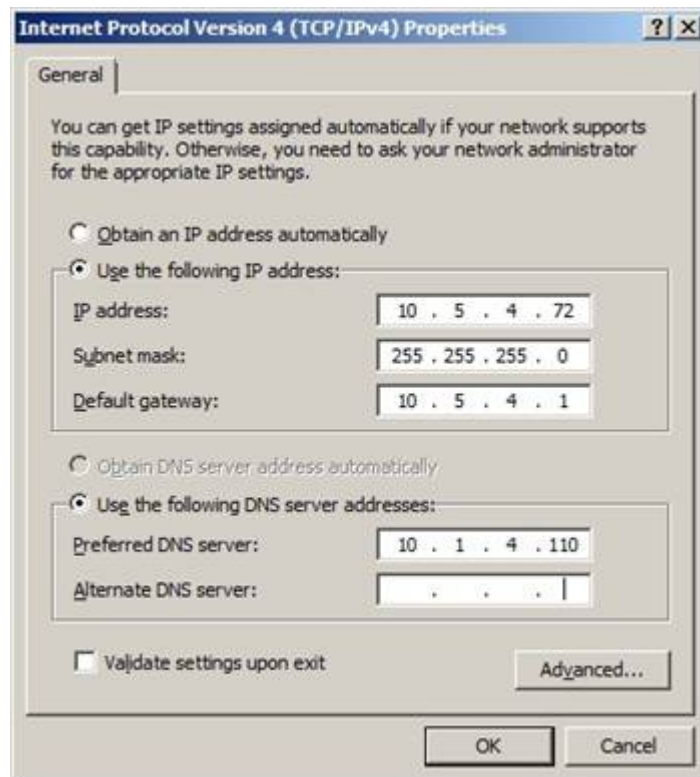 Internet Protocol Version 4 (TCP/IPv4) Properties ? X
General
You can get IP settings assigned automatically if your network supports
this capability. Otherwise, you need to ask your network administrator
for the appropriate IP settings.
Obtain an IP address automatically
Use the following IP address:
IP address: 10 . 5 . 4 . 72
Subnet mask: 255 . 255 . 255 . 0
Default gateway: 10 . 5 . 4 . 1
Obtain DNS server address automatically
Use the following DNS server addresses:
Preferred DNS server: 10 . 1 . 4 . 110
Alternate DNS server: . . .
Validate settings upon exit
Advanced...
OK Cancel